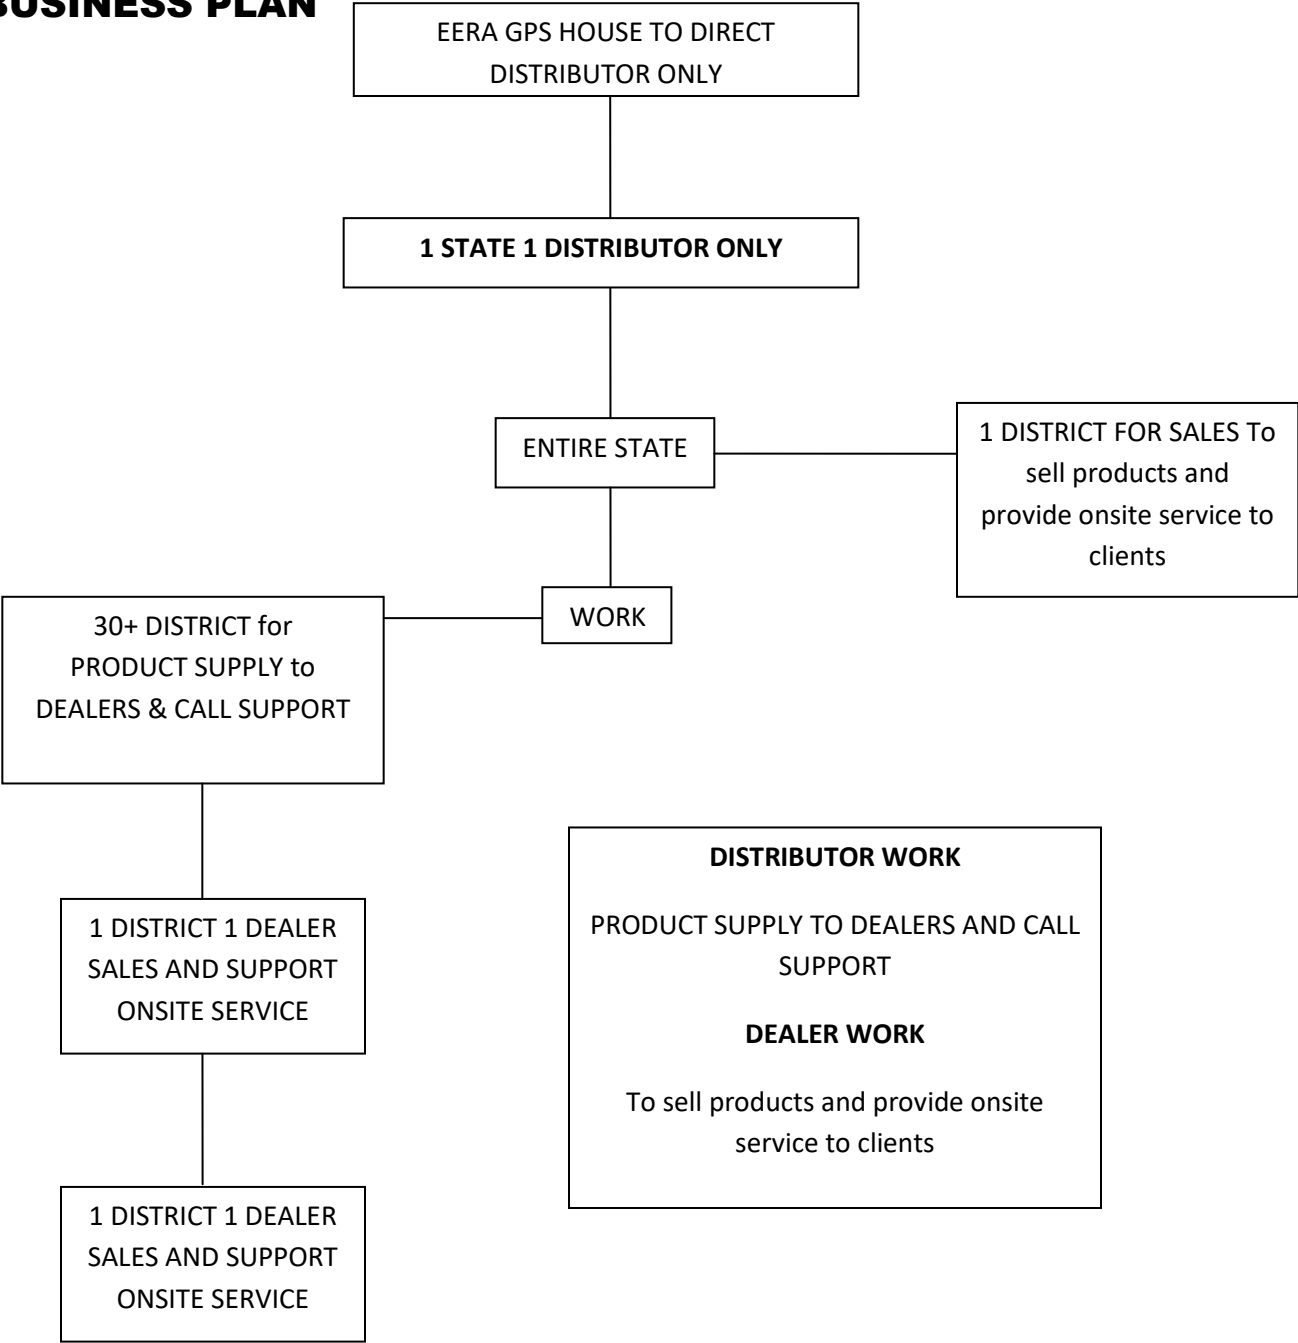 BUSINESS PLAN
EERA GPS HOUSE TO DIRECT
DISTRIBUTOR ONLY
1 STATE 1 DISTRIBUTOR ONLY
ENTIRE STATE
1 DISTRICT FOR SALES To
sell products and
provide onsite service to
clients
WORK
30+ DISTRICT for
PRODUCT SUPPLY to
DEALERS & CALL SUPPORT
1 DISTRICT 1 DEALER
SALES AND SUPPORT
ONSITE SERVICE
DISTRIBUTOR WORK
PRODUCT SUPPLY TO DEALERS AND CALL
SUPPORT
DEALER WORK
To sell products and provide onsite
service to clients
1 DISTRICT 1 DEALER
SALES AND SUPPORT
ONSITE SERVICE